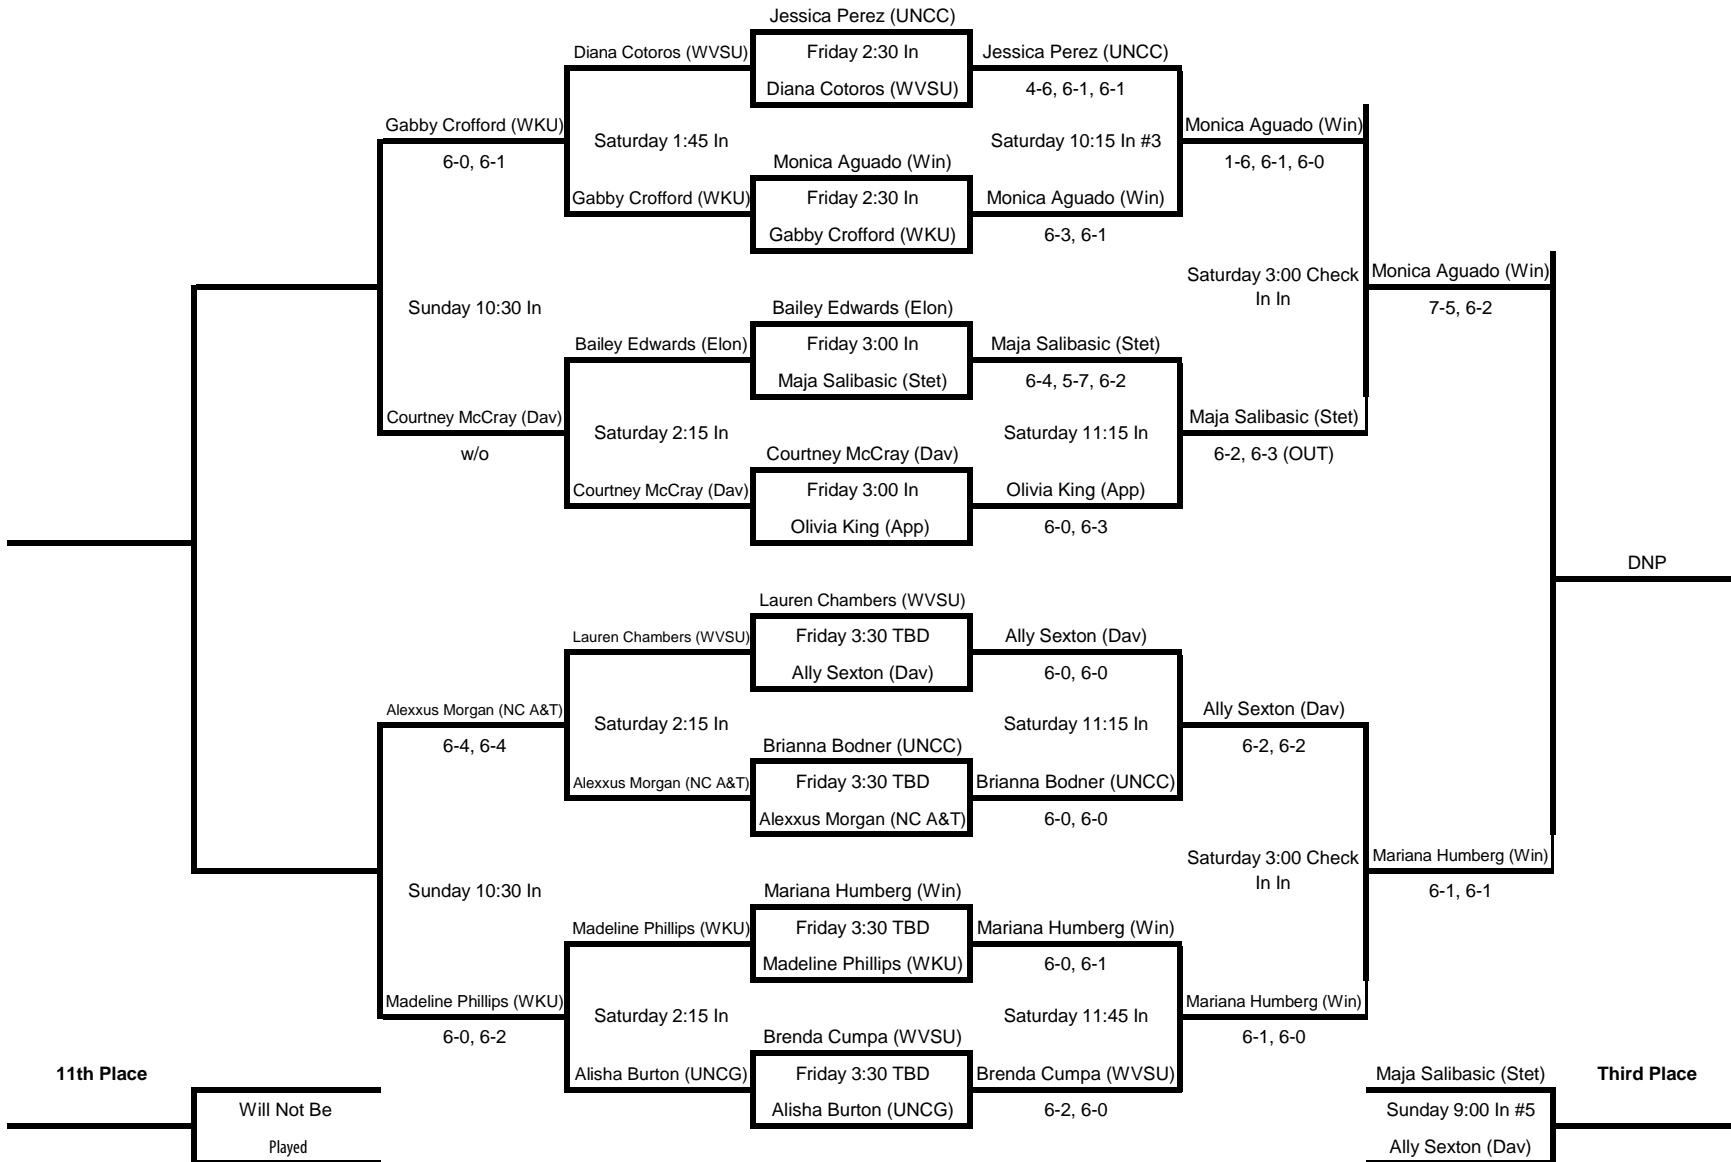 Jessica Perez (UNCC)
Diana Cotoros (WVSU)
Friday 2:30 In
Jessica Perez (UNCC)
Diana Cotoros (WVSU)
4-6, 6-1, 6-1
Gabby Crofford (WKU)
Saturday 1:45 In
Saturday 10:15 In #3
Monica Aguado (Win)
6-0, 6-1
Monica Aguado (Win)
1-6, 6-1, 6-0
Gabby Crofford (WKU)
Friday 2:30 In
Monica Aguado (Win)
Gabby Crofford (WKU)
6-3, 6-1
Saturday 3:00 Check
In In
Monica Aguado (Win)
Sunday 10:30 In
Bailey Edwards (Elon)
7-5, 6-2
Bailey Edwards (Elon)
Friday 3:00 In
Maja Salibasic (Stet)
Maja Salibasic (Stet)
6-4, 5-7, 6-2
Courtney McCray (Dav)
Saturday 2:15 In
Saturday 11:15 In
Maja Salibasic (Stet)
w/o
Courtney McCray (Dav)
6-2, 6-3 (OUT)
Courtney McCray (Dav)
Friday 3:00 In
Olivia King (App)
Olivia King (App)
6-0, 6-3
DNP
Lauren Chambers (WVSU)
Lauren Chambers (WVSU)
Friday 3:30 TBD
Ally Sexton (Dav)
Ally Sexton (Dav)
6-0, 6-0
Alexxus Morgan (NC A&T)
Saturday 2:15 In
Saturday 11:15 In
Ally Sexton (Dav)
6-4, 6-4
Brianna Bodner (UNCC)
6-2, 6-2
Alexxus Morgan (NC A&T)
Friday 3:30 TBD
Brianna Bodner (UNCC)
Alexxus Morgan (NC A&T)
6-0, 6-0
Saturday 3:00 Check
In In
Mariana Humberg (Win)
Sunday 10:30 In
Mariana Humberg (Win)
6-1, 6-1
Madeline Phillips (WKU)
Friday 3:30 TBD
Mariana Humberg (Win)
Madeline Phillips (WKU)
6-0, 6-1
Madeline Phillips (WKU)
Saturday 2:15 In
Saturday 11:45 In
Mariana Humberg (Win)
6-0, 6-2
Brenda Cumpa (WVSU)
6-1, 6-0
11th Place
Alisha Burton (UNCG)
Friday 3:30 TBD
Brenda Cumpa (WVSU)
Maja Salibasic (Stet)
Third Place
Will Not Be
Played
Alisha Burton (UNCG)
6-2, 6-0
Sunday 9:00 In #5
Ally Sexton (Dav)